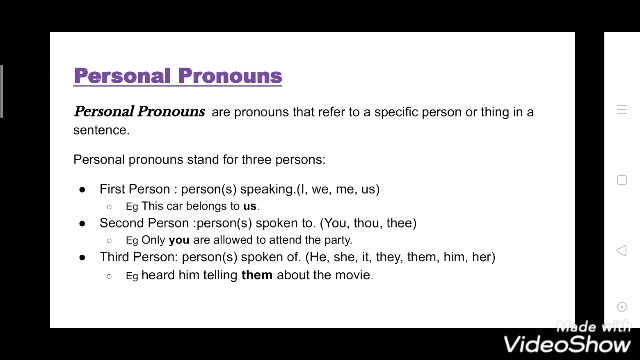 Personal Pronouns
Personal Pronouns are pronouns that refer to a specific person or thing in a
sentence.
Personal pronouns stand for three persons:
● First Person : person(s) speaking.(I, we, me, us)
○ Eg This car belongs to us.
● Second Person :person(s) spoken to. (You, thou, thee)
○ Eg Only you are allowed to attend the party.
● Third Person: person(s) spoken of. (He, she, it, they, them, him, her)
○ Eg heard him telling them about the movie.
Made with
VideoShow